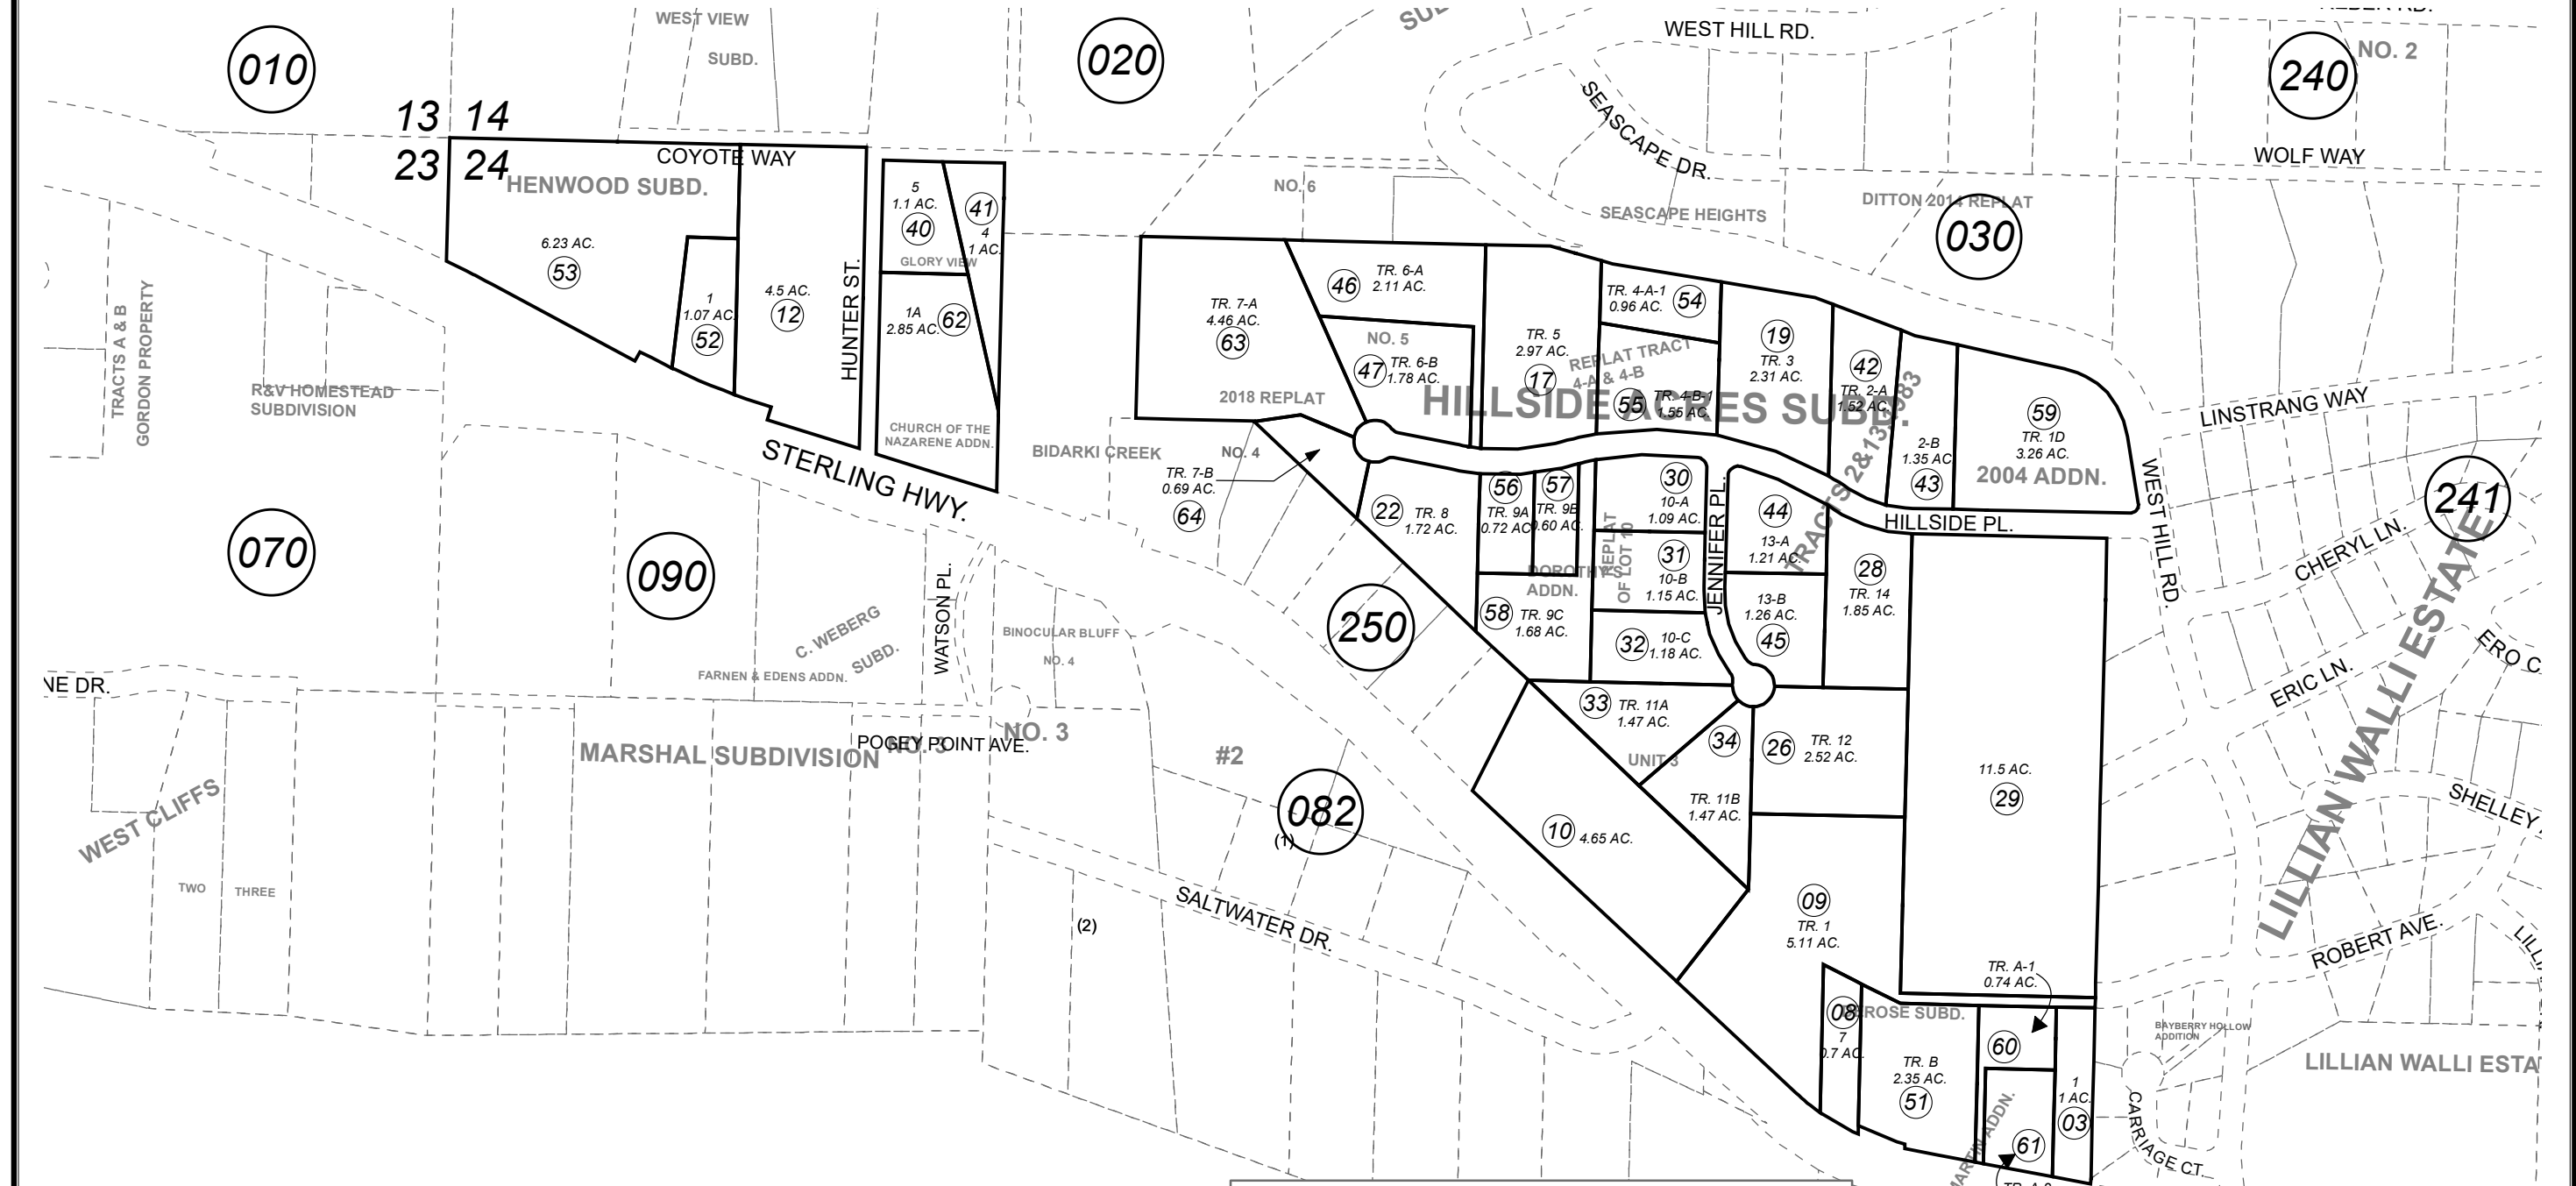 WEST VIEW
SUBD.
WEST HILL RD.
NO. 2
010
020
240
13 14
23 24
COYOTE WAY
HENWOOD SUBD.
SEASCAPE DR.
WOLF WAY
NO. 6
SEASCAPE HEIGHTS
DITTON 2014 REPLAT
030
6.23 AC.
53
1
1.07 AC.
52
4.5 AC.
12
HUNTER ST.
5
1.1 AC.
40
41
4
1 AC.
GLORY VIEW
1A
2.85 AC.
62
CHURCH OF THE
NAZARENE ADDN.
TRACTS A & B
GORDON PROPERTY
R&V HOMESTEAD
SUBDIVISION
STERLING HWY.
TR. 7-A
4.46 AC.
63
2018 REPLAT
46
TR. 6-A
2.11 AC.
NO. 5
47
TR. 6-B
1.78 AC.
TR. 5
2.97 AC.
17
TR. 4-A-1
0.96 AC.
54
REPLAT TRACT
4-A & 4-B
55
TR. 4-B-1
1.55 AC.
HILLSIDE ACRES SUBD.
19
TR. 3
2.31 AC.
42
TR. 2-A
1.52 AC.
2-B
1.35 AC.
43
59
TR. 1D
3.26 AC.
2004 ADDN.
LINSTRANG WAY
WEST HILL RD.
241
BIDARKI CREEK
NO. 4
TR. 7-B
0.69 AC.
64
22
TR. 8
1.72 AC.
56
TR. 9A
0.72 AC.
57
TR. 9B
0.60 AC.
30
10-A
1.09 AC.
REPLAT
OF LOT 10
31
10-B
1.15 AC.
DOROTHY'S
ADDN.
58
TR. 9C
1.68 AC.
32
10-C
1.18 AC.
JENNIFER PL.
44
13-A
1.21 AC.
13-B
1.26 AC.
45
28
TR. 14
1.85 AC.
HILLSIDE PL.
CHERYL LN.
ERIC LN.
LILLIAN WALLI ESTATE
070
090
250
WATSON PL.
C. WEBERG
SUBD.
FARNEN & EDENS ADDN.
BINOCULAR BLUFF
NO. 4
NE DR.
MARSHAL SUBDIVISION
NO. 3
POGEY POINT AVE.
NO. 3
#2
WEST CLIFFS
TWO
THREE
082
(1)
(2)
SALTWATER DR.
33
TR. 11A
1.47 AC.
34
UNIT 3
TR. 11B
1.47 AC.
26
TR. 12
2.52 AC.
11.5 AC.
29
10
4.65 AC.
09
TR. 1
5.11 AC.
SHELLEY
ROBERT AVE.
ERO C
TR. A-1
0.74 AC.
08
7
0.7 AC.
ROSE SUBD.
TR. B
2.35 AC.
51
60
61
MARTIN ADDN.
1
1 AC.
03
BAYBERRY HOLLOW
ADDITION
LILLIAN WALLI ESTA
CARRIAGE CT.